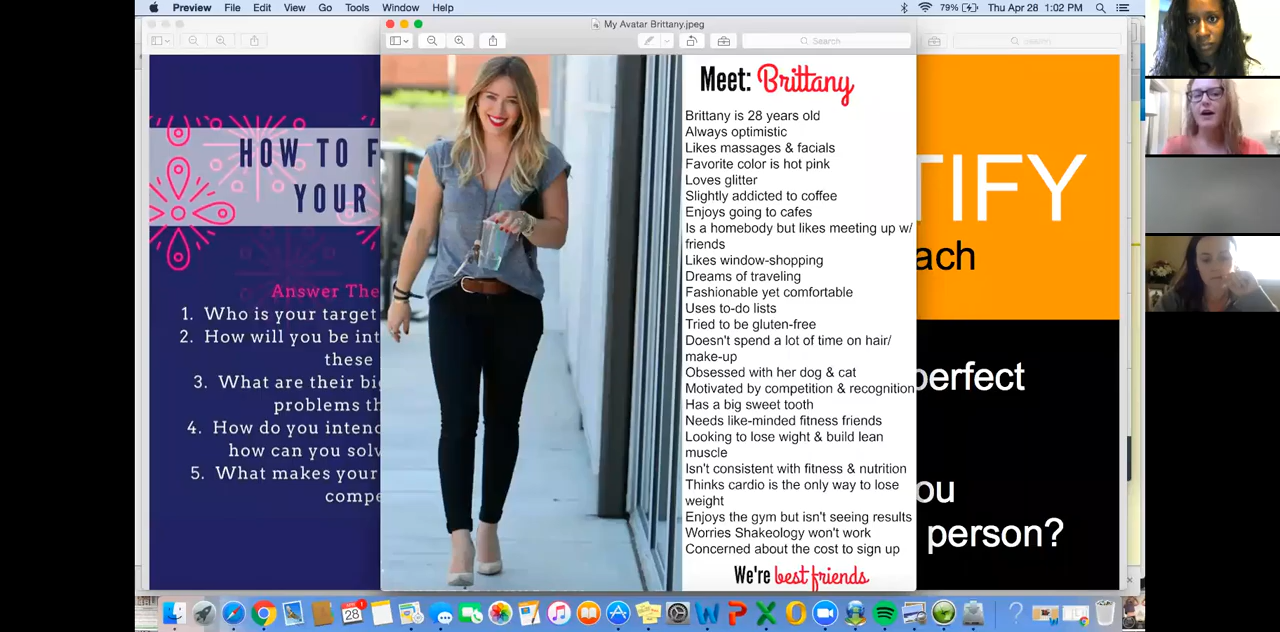 Preview File Edit View Go Tools Window Help
79% Thu Apr 28 1:02 PM
My Avatar Brittany.jpeg
Search
Search
HOW TO F
YOUR
Answer The
1. Who is your target
2. How will you be int
these
3. What are their bi
problems th
4. How do you inten
how can you solv
5. What makes your
compe
Meet: Brittany
Brittany is 28 years old
Always optimistic
Likes massages & facials
Favorite color is hot pink
Loves glitter
Slightly addicted to coffee
Enjoys going to cafes
Is a homebody but likes meeting up w/
friends
Likes window-shopping
Dreams of traveling
Fashionable yet comfortable
Uses to-do lists
Tried to be gluten-free
Doesn't spend a lot of time on hair/
make-up
Obsessed with her dog & cat
Motivated by competition & recognition
Has a big sweet tooth
Needs like-minded fitness friends
Looking to lose wight & build lean
muscle
Isn't consistent with fitness & nutrition
Thinks cardio is the only way to lose
weight
Enjoys the gym but isn't seeing results
Worries Shakeology won't work
Concerned about the cost to sign up
We're best friends
TIFY
ach
perfect
ou
person?
28